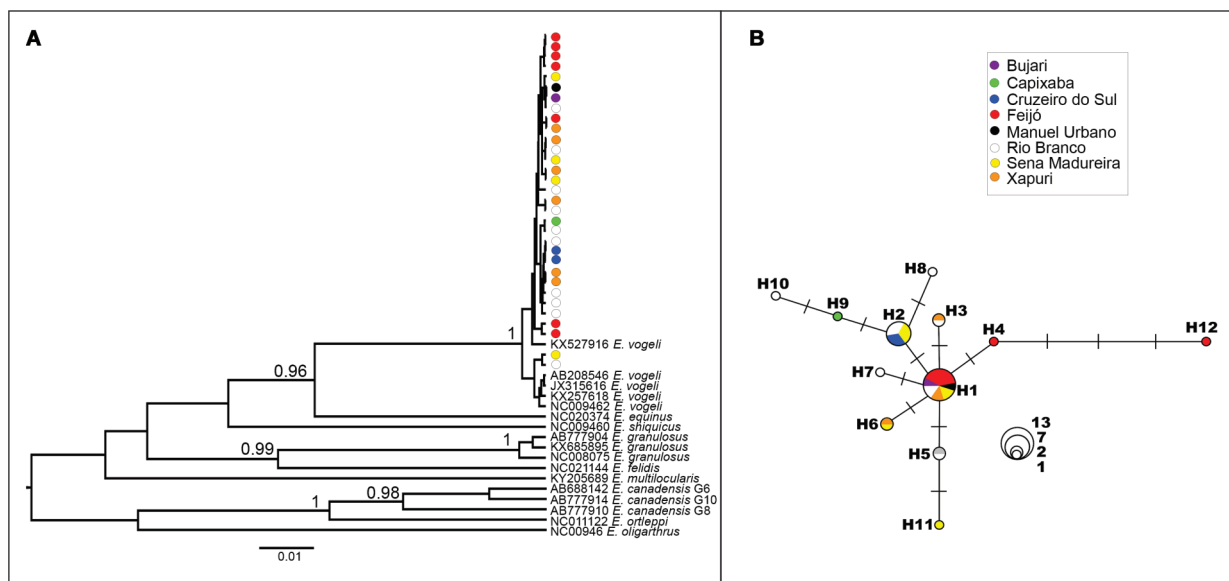 A
1
KX527916 E. vogeli
0.96
AB208546 E. vogeli
JX315616 E. vogeli
KX257618 E. vogeli
NC009462 E. vogeli
NC020374 E. equinus
NC009460 E. shiquicus
1
AB777904 E. granulosus
KX685895 E. granulosus
0.99
NC008075 E. granulosus
NC021144 E. felidis
KY205689 E. multilocularis
0.98
AB688142 E. canadensis G6
AB777914 E. canadensis G10
1
AB777910 E. canadensis G8
NC011122 E. ortleppi
NC00946 E. oligarthrus
0.01
B
Bujari
Capixaba
Cruzeiro do Sul
Feijó
Manuel Urbano
Rio Branco
Sena Madureira
Xapuri
H8
H10
H9
H2
H3
H4
H12
H7
H1
H6
H5
H11
13
7
2
1